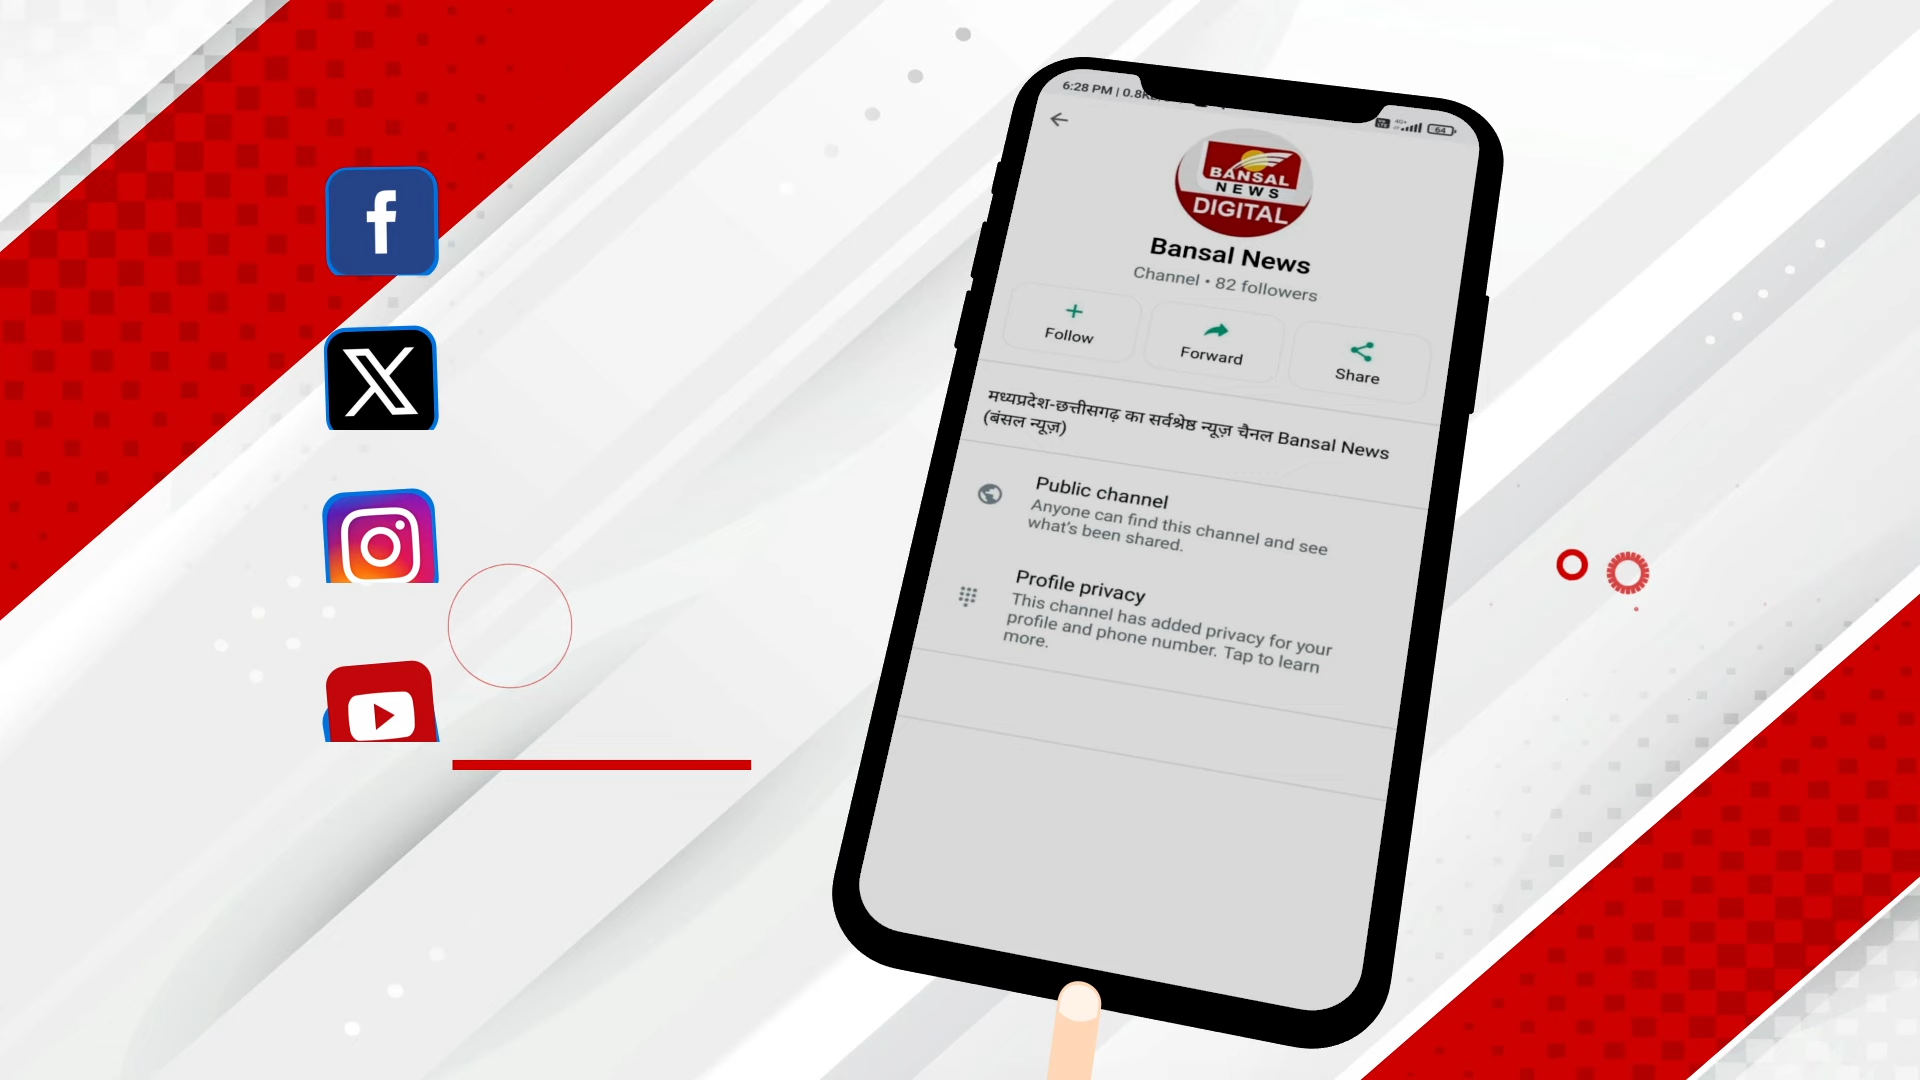 6:28 PM | 0.8K
64
BANSAL
NEWS
DIGITAL
Bansal News
Channel • 82 followers
Follow
Forward
Share
मध्यप्रदेश-छत्तीसगढ़ का सर्वश्रेष्ठ न्यूज़ चैनल Bansal News
(बंसल न्यूज़)
Public channel
Anyone can find this channel and see
what's been shared.
Profile privacy
This channel has added privacy for your
profile and phone number. Tap to learn
more.